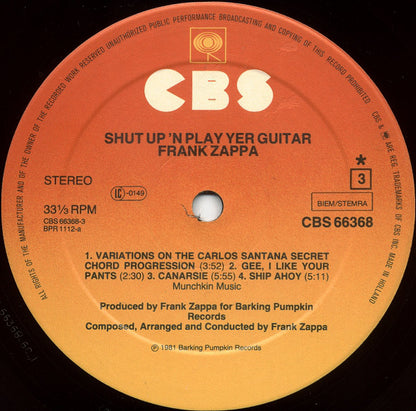 ALL RIGHTS OF THE MANUFACTURER AND OF THE OWNER OF THE RECORDED WORK RESERVED UNAUTHORIZED PUBLIC PERFORMANCE BROADCASTING AND COPYING OF THIS RECORD PROHIBITED
CBS & ARE REG. TRADEMARKS OF CBS INC. MADE IN HOLLAND
CBS
SHUT UP 'N PLAY YER GUITAR
FRANK ZAPPA
STEREO
LC-0149
*
3
33⅓ RPM
BIEM/STEMRA
CBS 66368-3
CBS 66368
BPR 1112-a
1. VARIATIONS ON THE CARLOS SANTANA SECRET
CHORD PROGRESSION (3:52) 2. GEE, I LIKE YOUR
PANTS (2:30) 3. CANARSIE (5:55) 4. SHIP AHOY (5:11)
Munchkin Music
Produced by Frank Zappa for Barking Pumpkin
Records
Composed, Arranged and Conducted by Frank Zappa
Ⓟ 1981 Barking Pumpkin Records